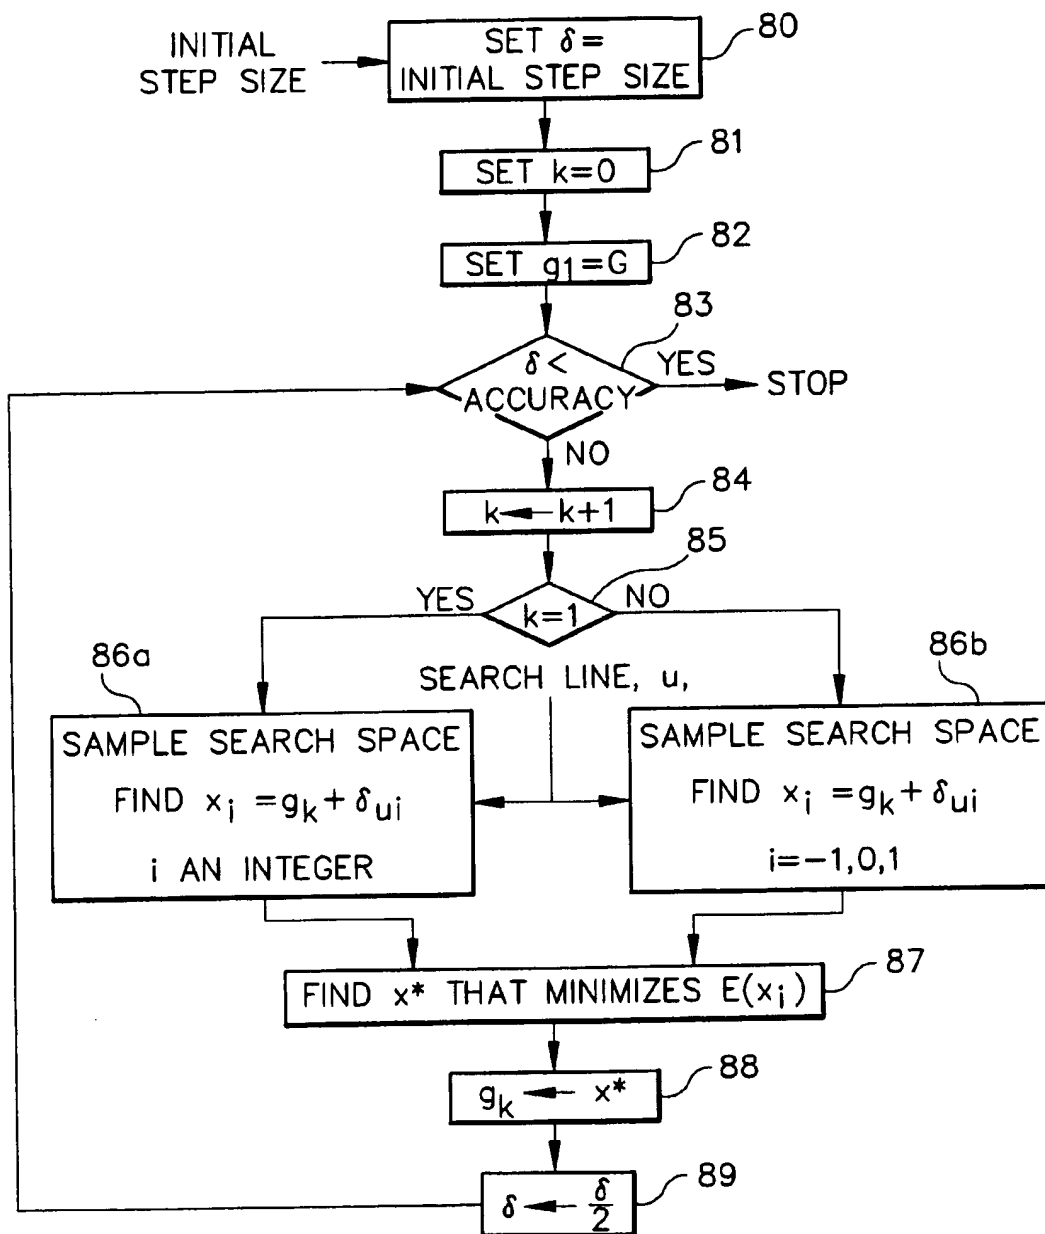 INITIAL
STEP SIZE
SET δ=
INITIAL STEP SIZE
80
SET k=0
81
SET g1=G
82
δ<
ACCURACY
83
YES
STOP
NO
k ← k+1
84
k=1
85
YES
NO
SEARCH LINE, u,
86a
SAMPLE SEARCH SPACE
FIND xi =gk+δui
i AN INTEGER
86b
SAMPLE SEARCH SPACE
FIND xi =gk+δui
i=-1,0,1
FIND x* THAT MINIMIZES E(xi)
87
gk ← x*
88
δ ← δ/2
89